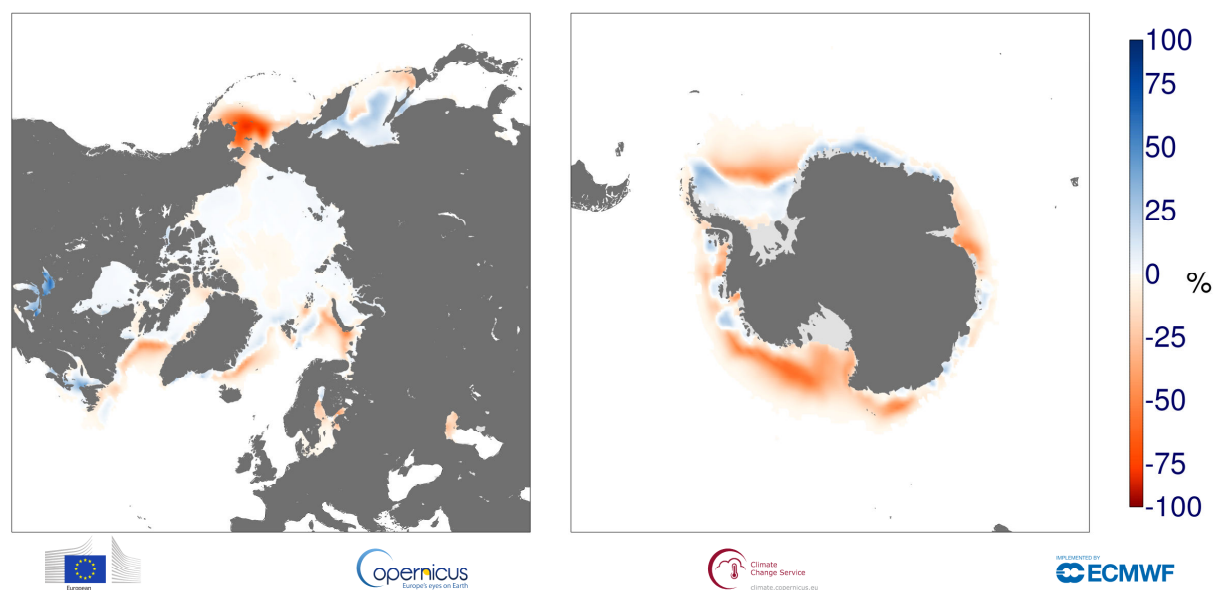 100
75
50
25
0
%
-25
-50
-75
-100
European
opernicus
Europe's eyes on Earth
Climate
Change Service
climate.copernicus.eu
IMPLEMENTED BY
ECMWF